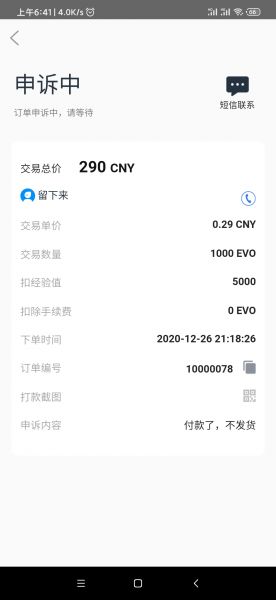 上午6:41 | 4.0K/s
66
申诉中
订单申诉中，请等待
短信联系
交易总价 290 CNY
留下来
交易单价 0.29 CNY
交易数量 1000 EVO
扣经验值 5000
扣除手续费 0 EVO
下单时间 2020-12-26 21:18:26
订单编号 10000078
打款截图
申诉内容 付款了，不发货